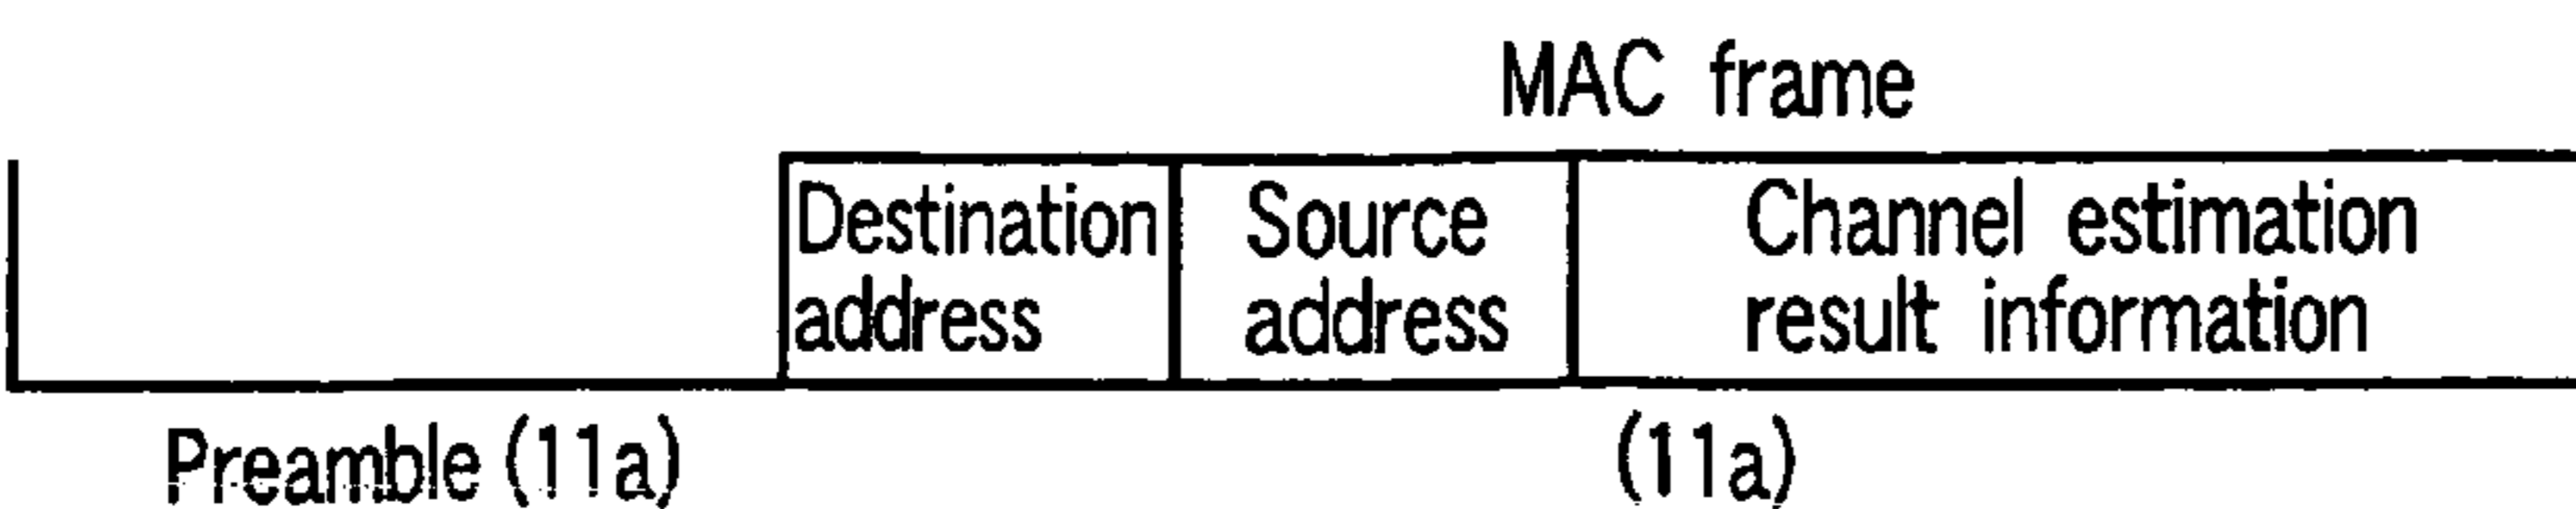 MAC frame
Destination address
Source address
Channel estimation
result information
Preamble (11a)
(11a)